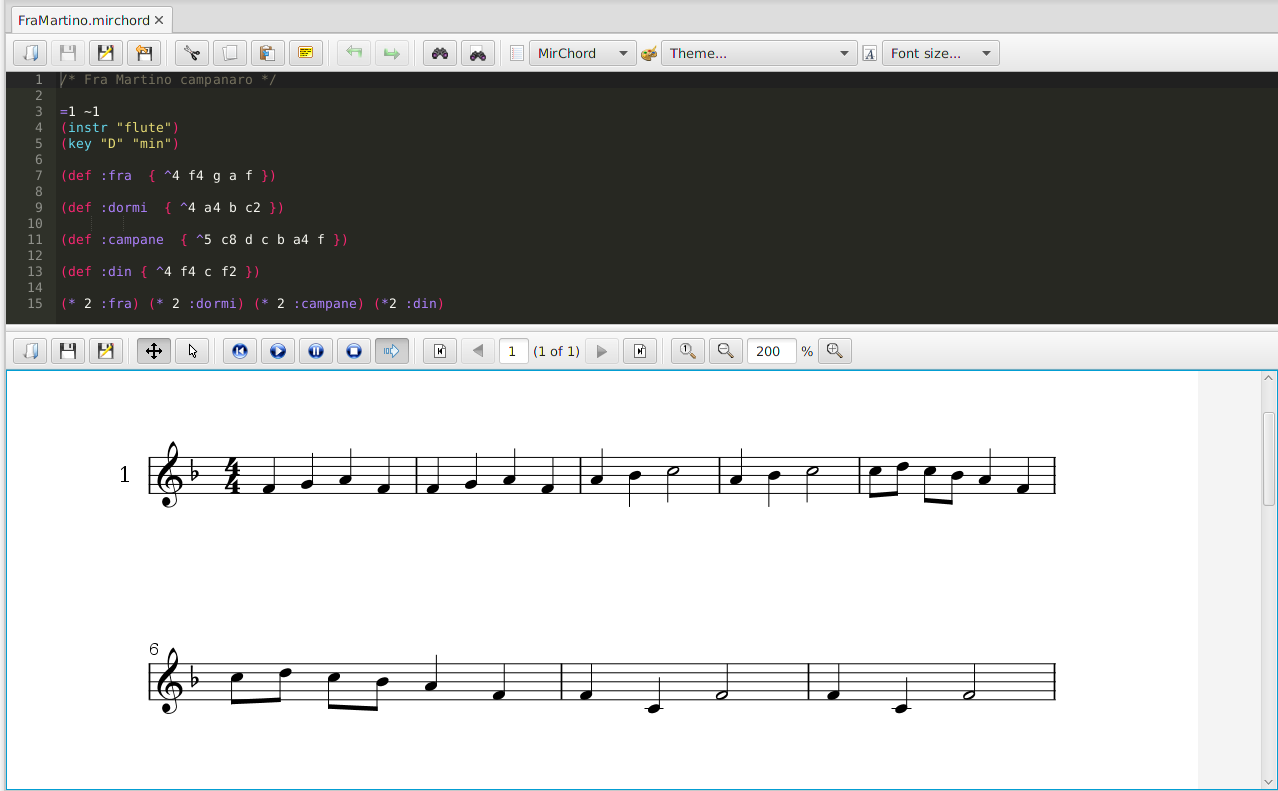 FraMartino.mirchord
MirChord Theme... Font size...
1 /* Fra Martino campanaro */
2
3 =1 ~1
4 (instr "flute")
5 (key "D" "min")
6
7 (def :fra  { ^4 f4 g a f })
8
9 (def :dormi  { ^4 a4 b c2 })
10
11 (def :campane  { ^5 c8 d c b a4 f })
12
13 (def :din { ^4 f4 c f2 })
14
15 (* 2 :fra) (* 2 :dormi) (* 2 :campane) (*2 :din)
1 (1 of 1) 1 200 %
1 4
4
6